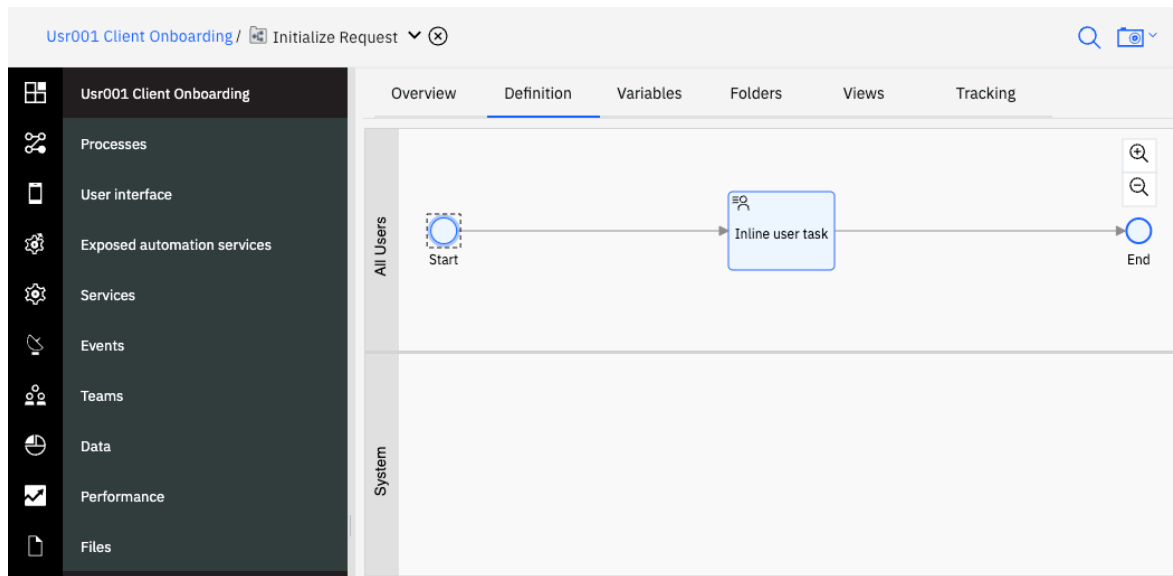 Usr001 Client Onboarding / Initialize Request
Usr001 Client Onboarding
Overview Definition Variables Folders Views Tracking
Processes
User interface
Exposed automation services
Services
Events
Teams
Data
Performance
Files
All Users
Start
Inline user task
End
System